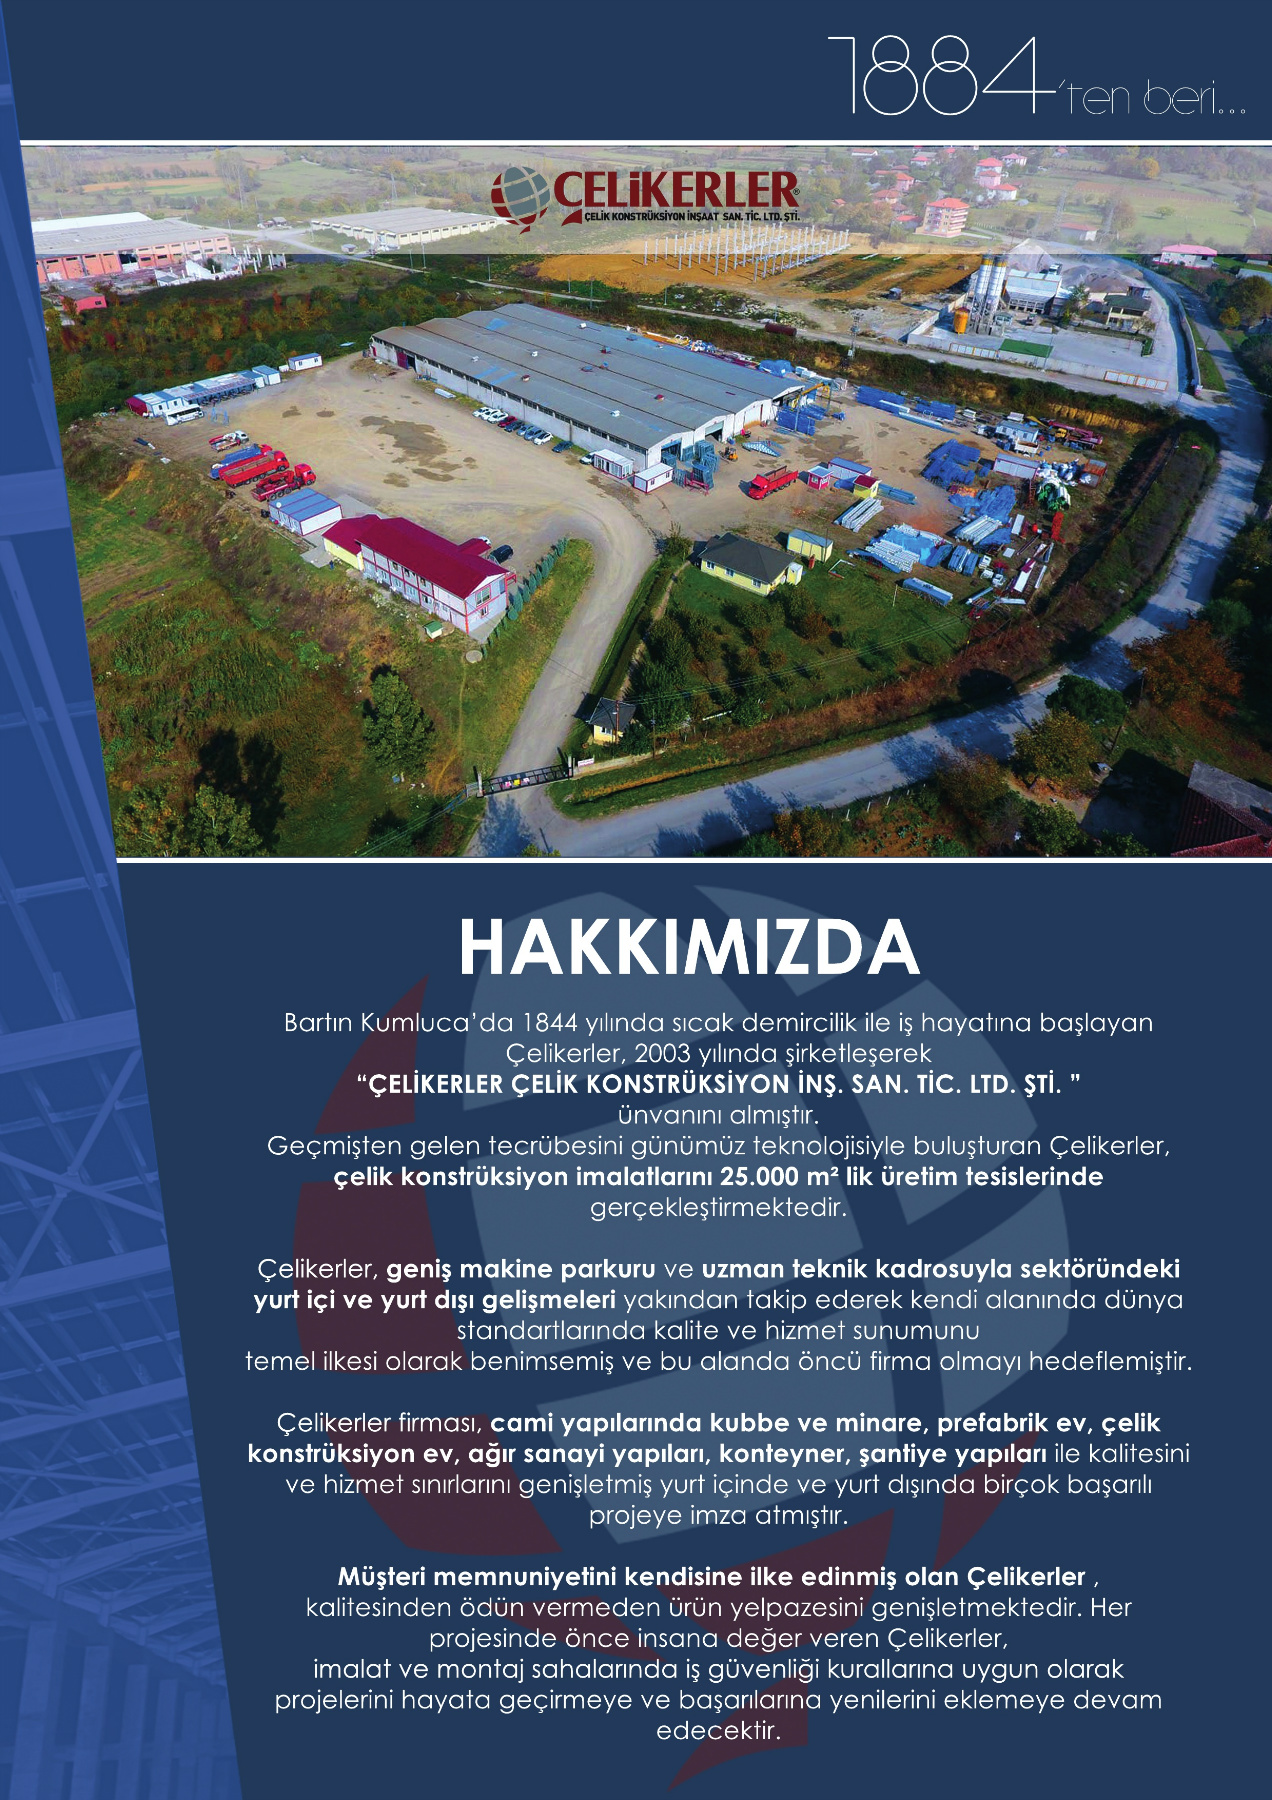 1884'ten beri...
ÇELiKERLER®
ÇELİK KONSTRÜKSİYON İNŞAAT SAN. TİC. LTD. ŞTİ.
HAKKIMIZDA
Bartın Kumluca'da 1844 yılında sıcak demircilik ile iş hayatına başlayan
Çelikerler, 2003 yılında şirketleşerek
“ÇELİKERLER ÇELİK KONSTRÜKSİYON İNŞ. SAN. TİC. LTD. ŞTİ. ”
ünvanını almıştır.
Geçmişten gelen tecrübesini günümüz teknolojisiyle buluşturan Çelikerler,
çelik konstrüksiyon imalatlarını 25.000 m² lik üretim tesislerinde
gerçekleştirmektedir.
Çelikerler, geniş makine parkuru ve uzman teknik kadrosuyla sektöründeki
yurt içi ve yurt dışı gelişmeleri yakından takip ederek kendi alanında dünya
standartlarında kalite ve hizmet sunumunu
temel ilkesi olarak benimsemiş ve bu alanda öncü firma olmayı hedeflemiştir.
Çelikerler firması, cami yapılarında kubbe ve minare, prefabrik ev, çelik
konstrüksiyon ev, ağır sanayi yapıları, konteyner, şantiye yapıları ile kalitesini
ve hizmet sınırlarını genişletmiş yurt içinde ve yurt dışında birçok başarılı
projeye imza atmıştır.
Müşteri memnuniyetini kendisine ilke edinmiş olan Çelikerler ,
kalitesinden ödün vermeden ürün yelpazesini genişletmektedir. Her
projesinde önce insana değer veren Çelikerler,
imalat ve montaj sahalarında iş güvenliği kurallarına uygun olarak
projelerini hayata geçirmeye ve başarılarına yenilerini eklemeye devam
edecektir.